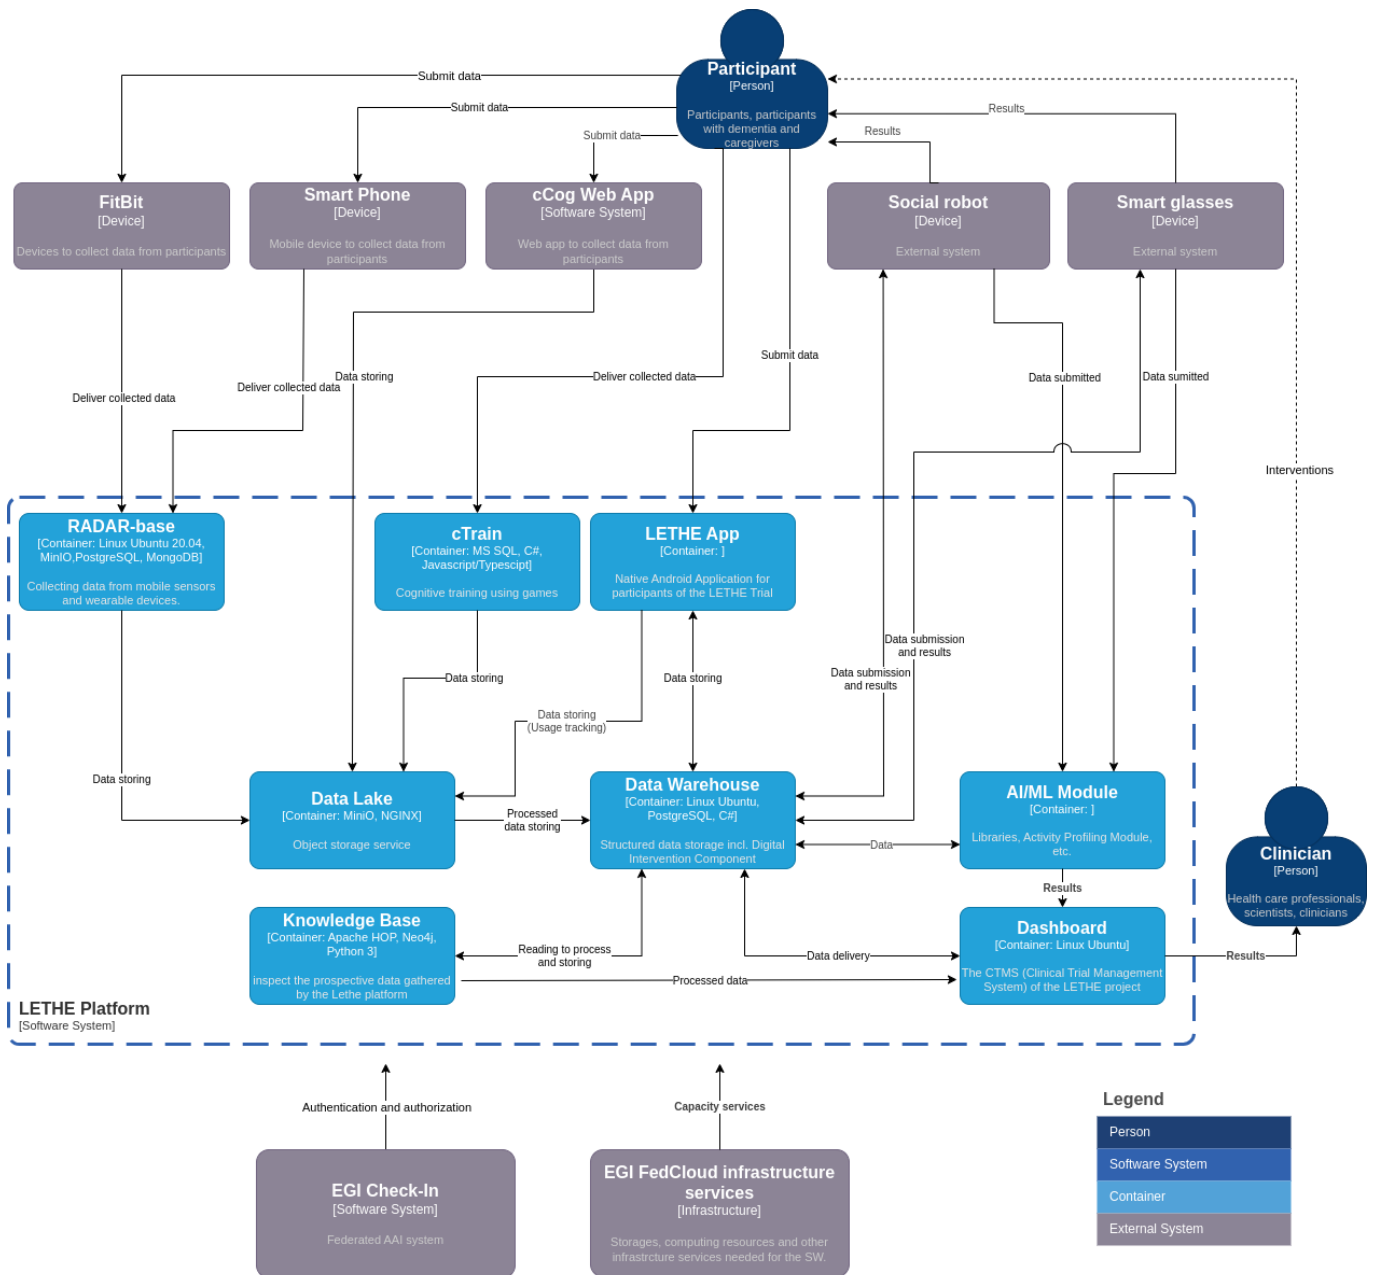 Participant
[Person]
Participants, participants
with dementia and
caregivers
Submit data
Submit data
Submit data
Results
Results
FitBit
[Device]
Devices to collect data from participants
Smart Phone
[Device]
Mobile device to collect data from
participants
cCog Web App
[Software System]
Web app to collect data from
participants
Social robot
[Device]
External system
Smart glasses
[Device]
External system
Submit data
Deliver collected data
Deliver collected data
Data storing
Deliver collected data
Data submitted
Data sumitted
Interventions
RADAR-base
[Container: Linux Ubuntu 20.04,
MinIO,PostgreSQL, MongoDB]
Collecting data from mobile sensors
and wearable devices.
cTrain
[Container: MS SQL, C#,
Javascript/Typescipt]
Cognitive training using games
LETHE App
[Container: ]
Native Android Application for
participants of the LETHE Trial
Data submission
and results
Data submission
and results
Data storing
Data storing
Data storing
(Usage tracking)
Data storing
Data Lake
[Container: MiniO, NGINX]
Object storage service
Processed
data storing
Data Warehouse
[Container: Linux Ubuntu,
PostgreSQL, C#]
Structured data storage incl. Digital
Intervention Component
Data
AI/ML Module
[Container: ]
Libraries, Activity Profiling Module,
etc.
Results
Clinician
[Person]
Health care professionals,
scientists, clinicians
Knowledge Base
[Container: Apache HOP, Neo4j,
Python 3]
inspect the prospective data gathered
by the Lethe platform
Reading to process
and storing
Processed data
Data delivery
Dashboard
[Container: Linux Ubuntu]
The CTMS (Clinical Trial Management
System) of the LETHE project
Results
LETHE Platform
[Software System]
Authentication and authorization
Capacity services
EGI Check-In
[Software System]
Federated AAI system
EGI FedCloud infrastructure
services
[Infrastructure]
Storages, computing resources and other
infrastrcture services needed for the SW.
Legend
Person
Software System
Container
External System